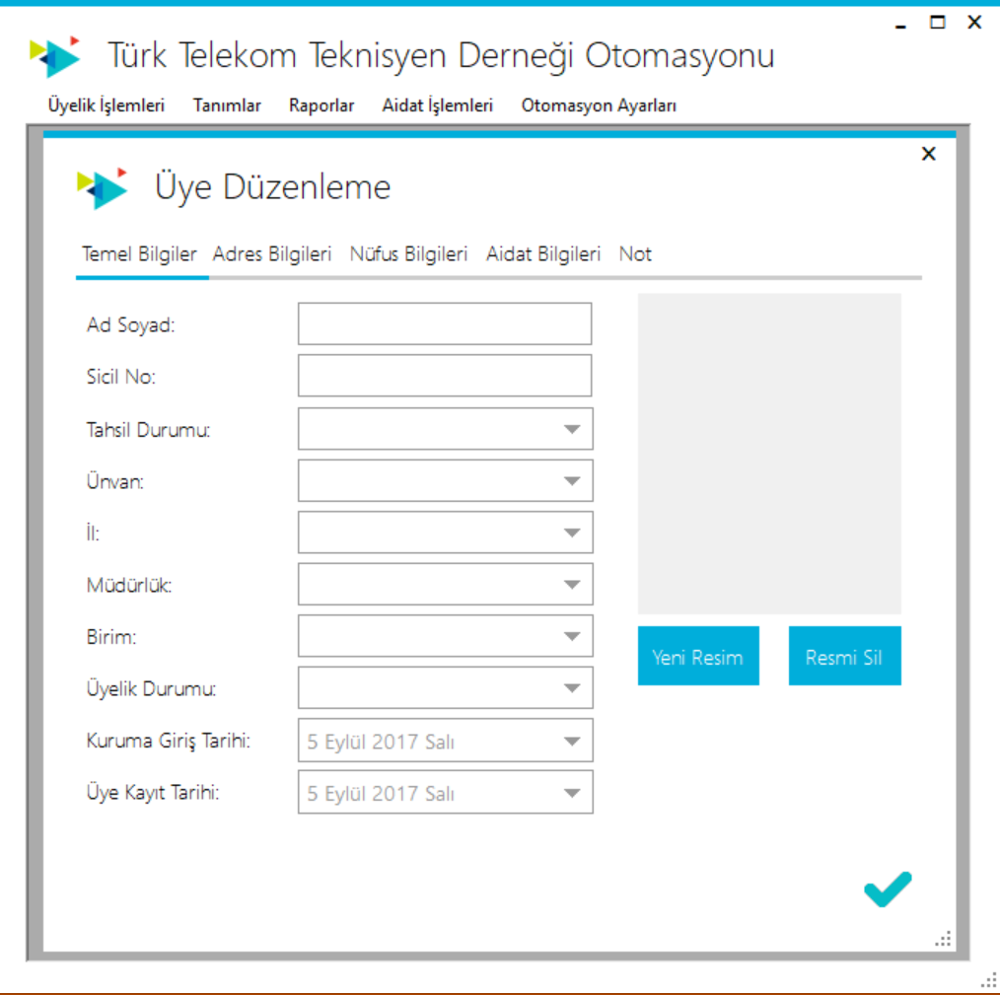 Türk Telekom Teknisyen Derneği Otomasyonu
Üyelik İşlemleri Tanımlar Raporlar Aidat İşlemleri Otomasyon Ayarları
Üye Düzenleme
Temel Bilgiler Adres Bilgileri Nüfus Bilgileri Aidat Bilgileri Not
Ad Soyad:
Sicil No:
Tahsil Durumu:
Ünvan:
İl:
Müdürlük:
Birim:
Üyelik Durumu:
Kuruma Giriş Tarihi: 5 Eylül 2017 Salı
Üye Kayıt Tarihi: 5 Eylül 2017 Salı
Yeni Resim Resmi Sil